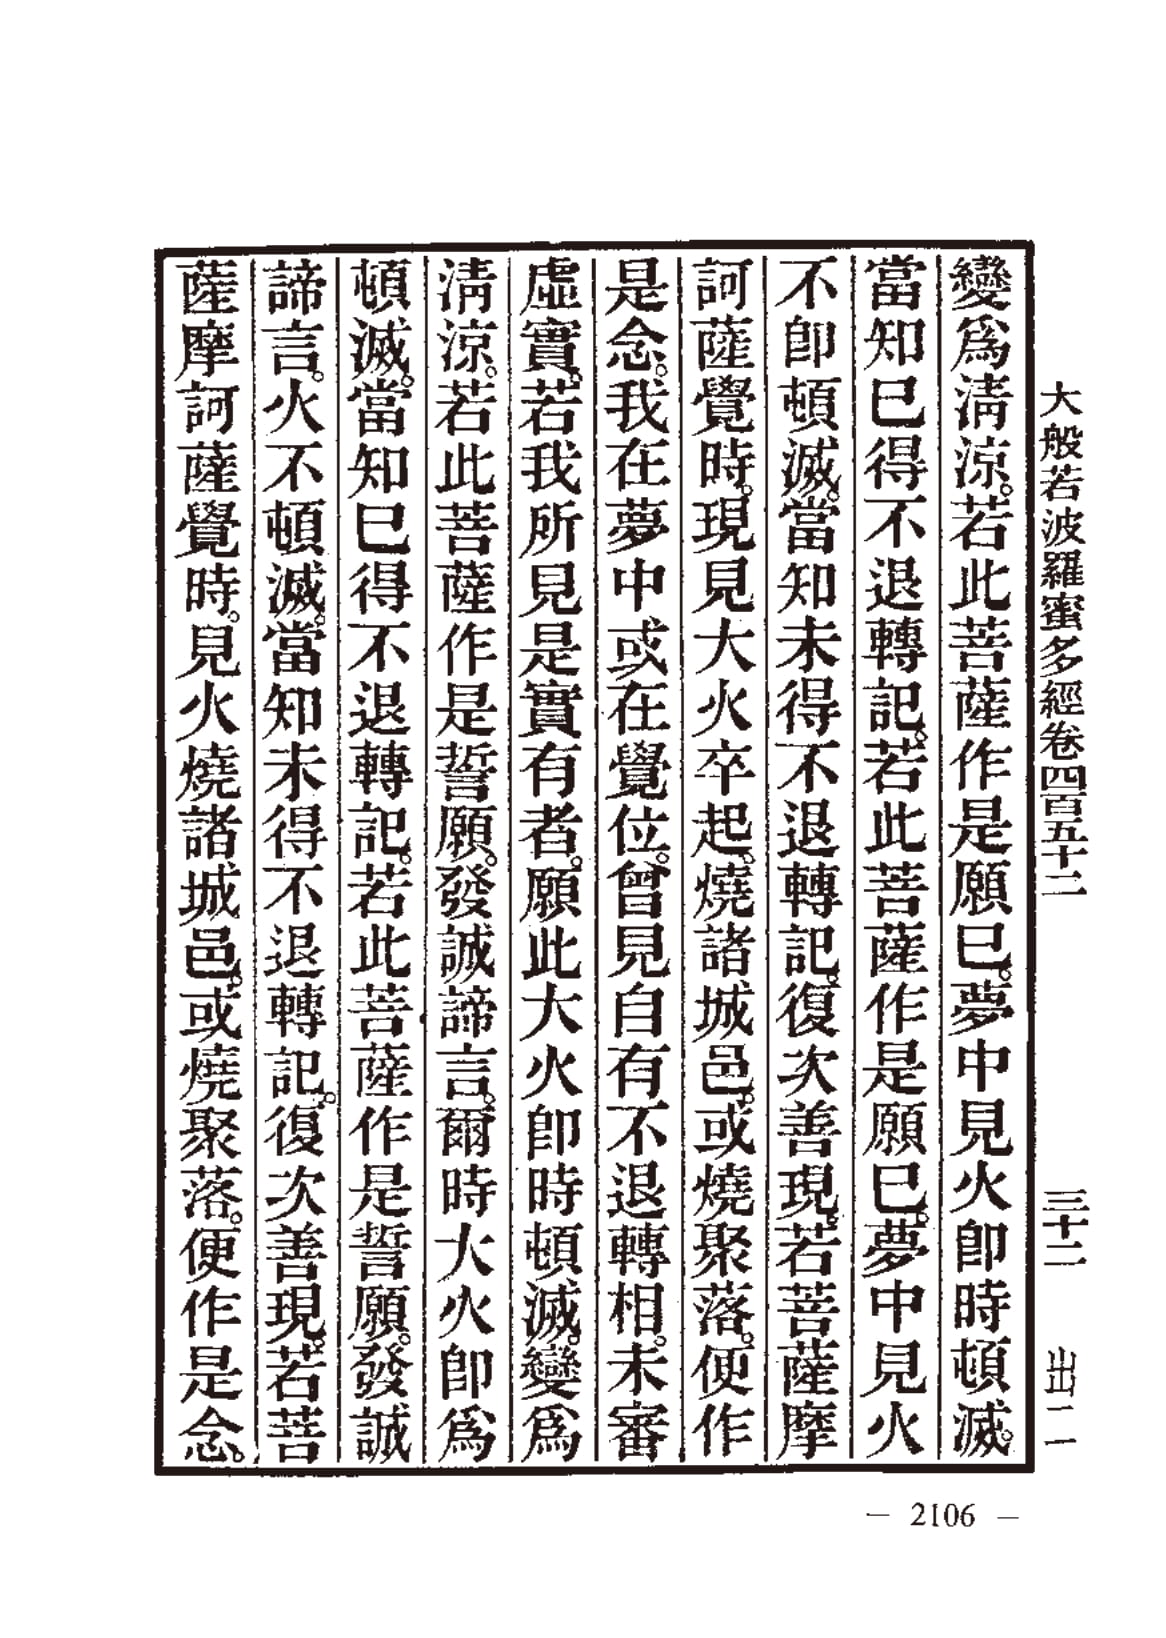 大般若波羅蜜多經卷四百五十二　三十二　出二
變爲清涼。若此菩薩作是願巳。夢中見火卽時頓滅。
當知巳得不退轉記。若此菩薩作是願巳。夢中見火
不卽頓滅。當知未得不退轉記。復次善現。若菩薩摩
訶薩覺時。現見大火卒起。燒諸城邑。或燒聚落。便作
是念。我在夢中或在覺位。曾見自有不退轉相。未審
虛實。若我所見是實有者。願此大火卽時頓滅。變爲
清涼。若此菩薩作是誓願。發誠諦言。爾時大火卽爲
頓滅。當知巳得不退轉記。若此菩薩作是誓願。發誠
諦言。火不頓滅。當知未得不退轉記。復次善現。若菩
薩摩訶薩覺時。見火燒諸城邑。或燒聚落。便作是念。
— 2106 —